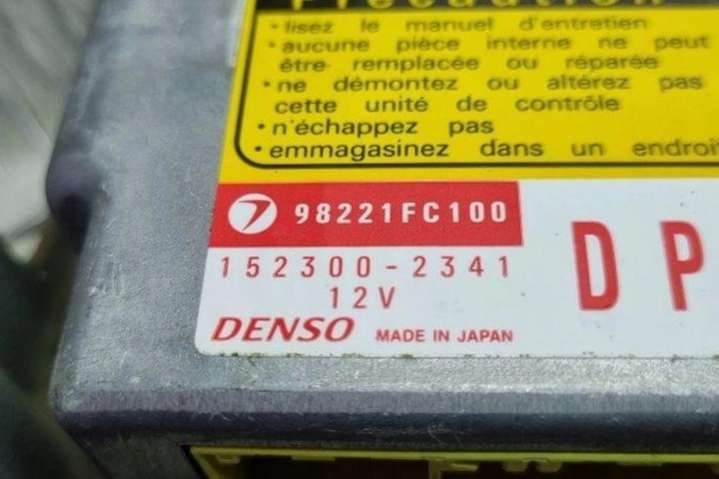 Precaution
• lisez le manuel d'entretien
• aucune pièce interne ne peut
être remplacée ou réparée
• ne démontez ou altérez pas
cette unité de contrôle
• n'échappez pas
• emmagasinez dans un endroit
98221FC100
152300-2341
12V
DP
DENSO MADE IN JAPAN